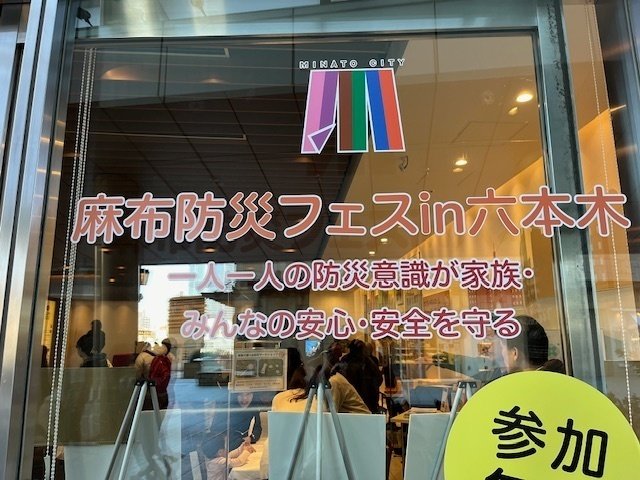 MINATO CITY
麻布防災フェスin六本木
一人一人の防災意識が家族・
みんなの安心・安全を守る
参加